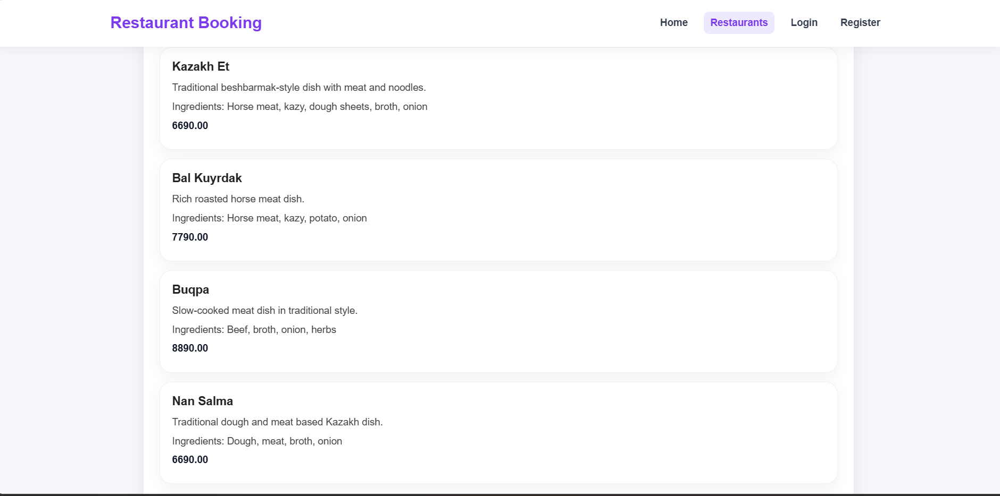 Restaurant Booking
Home Restaurants Login Register
Kazakh Et
Traditional beshbarmak-style dish with meat and noodles.
Ingredients: Horse meat, kazy, dough sheets, broth, onion
6690.00
Bal Kuyrdak
Rich roasted horse meat dish.
Ingredients: Horse meat, kazy, potato, onion
7790.00
Buqpa
Slow-cooked meat dish in traditional style.
Ingredients: Beef, broth, onion, herbs
8890.00
Nan Salma
Traditional dough and meat based Kazakh dish.
Ingredients: Dough, meat, broth, onion
6690.00